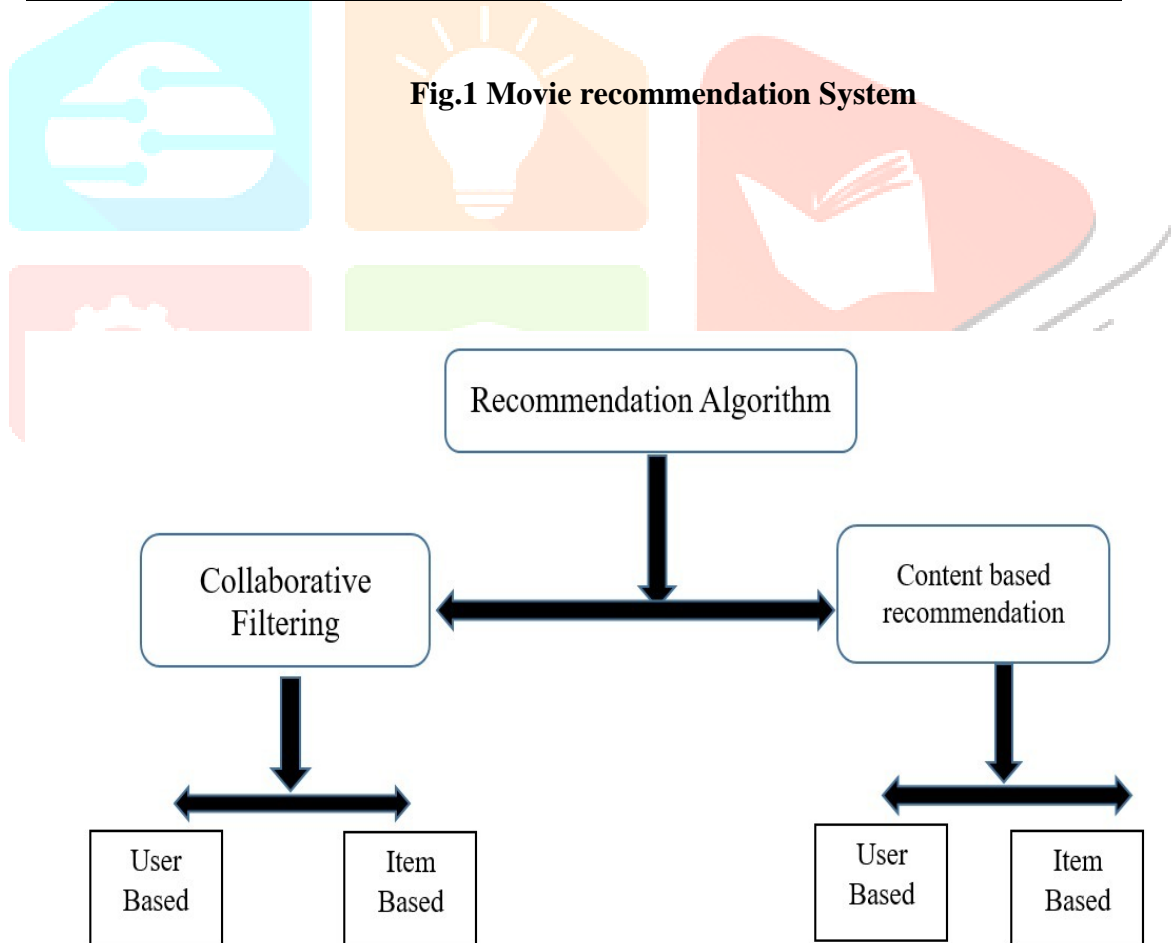 Fig.1 Movie recommendation System
Recommendation Algorithm
Collaborative
Filtering
Content based
recommendation
User
Based
Item
Based
User
Based
Item
Based